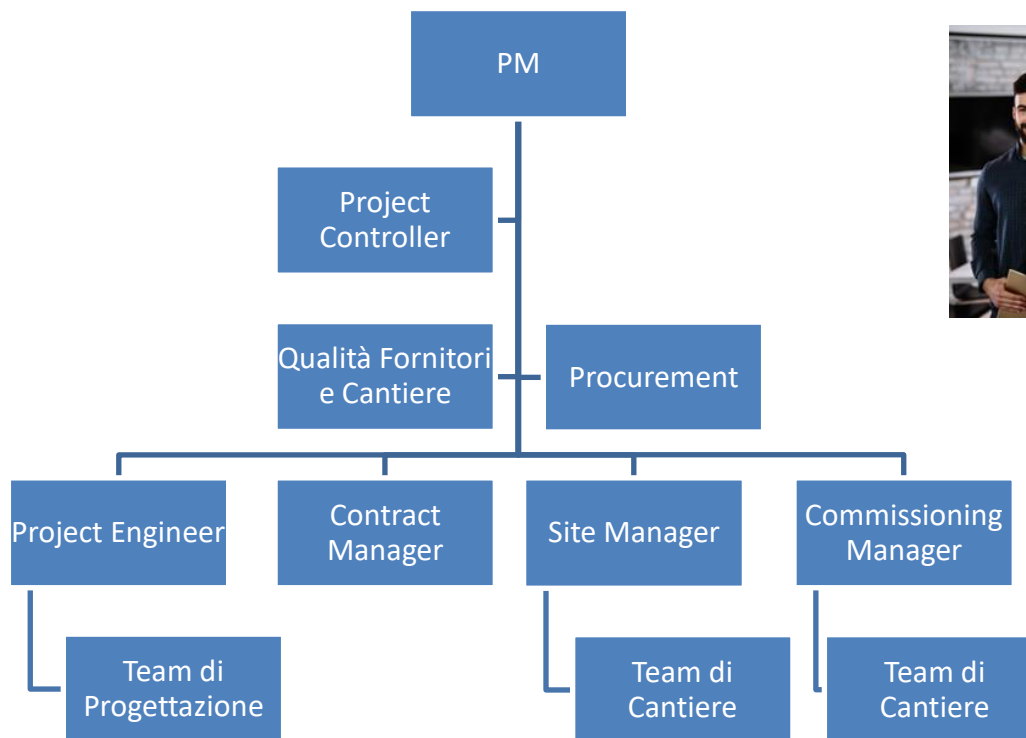 PM
Project
Controller
Qualità Fornitori
e Cantiere
Procurement
Project Engineer
Contract
Manager
Site Manager
Commissioning
Manager
Team di
Progettazione
Team di
Cantiere
Team di
Cantiere